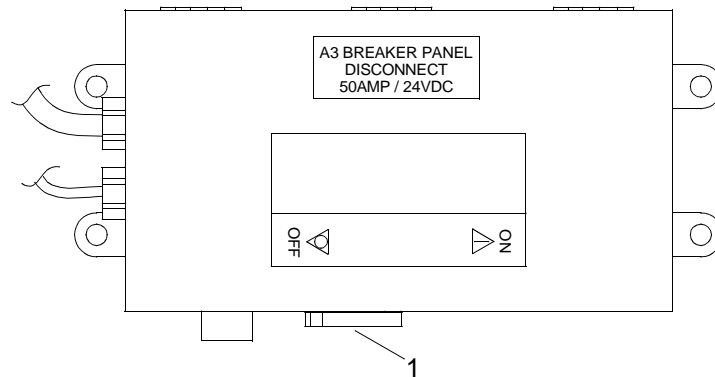 A3 BREAKER PANEL
DISCONNECT
50AMP / 24VDC
OFF
ON
1